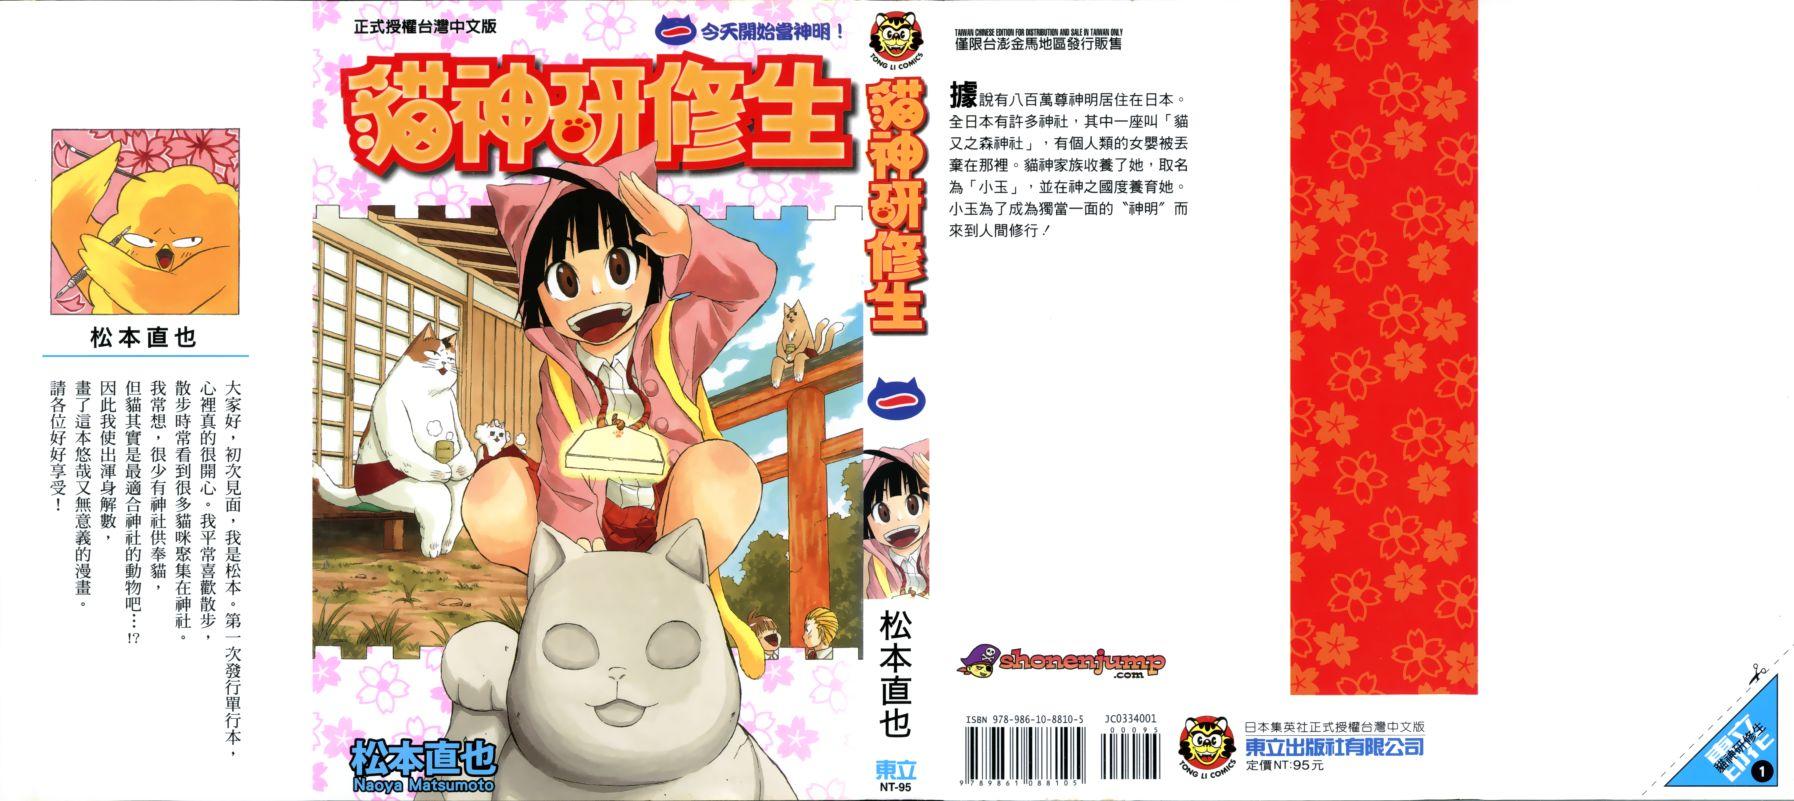 松本直也
大家好，初次見面，我是松本。第一次發行單行本，
心裡真的很開心。我平常喜歡散步，
散步時常看到很多貓咪聚集在神社。
我常想，很少有神社供奉貓，
但貓其實是最適合神社的動物吧…!?
因此我使出渾身解數，
畫了這本悠哉又無意義的漫畫。
請各位好好享受！
正式授權台灣中文版
一 今天開始當神明！
貓神研修生
松本直也
Naoya Matsumoto
TONG LI COMICS
貓神研修生
一
松本直也
東立
NT-95
TAIWAN CHINESE EDITION FOR DISTRIBUTION AND SALE IN TAIWAN ONLY
僅限台澎金馬地區發行販售
據說有八百萬尊神明居住在日本。
全日本有許多神社，其中一座叫「貓
又之森神社」，有個人類的女嬰被丟
棄在那裡。貓神家族收養了她，取名
為「小玉」，並在神之國度養育她。
小玉為了成為獨當一面的〝神明〞而
來到人間修行！
shonenjump
.com
ISBN 978-986-10-8810-5
JC0334001
00095
9 789861 088105
TONG LI COMICS
日本集英社正式授權台灣中文版
東立出版社有限公司
定價NT:95元
東立
貓神研修生
1